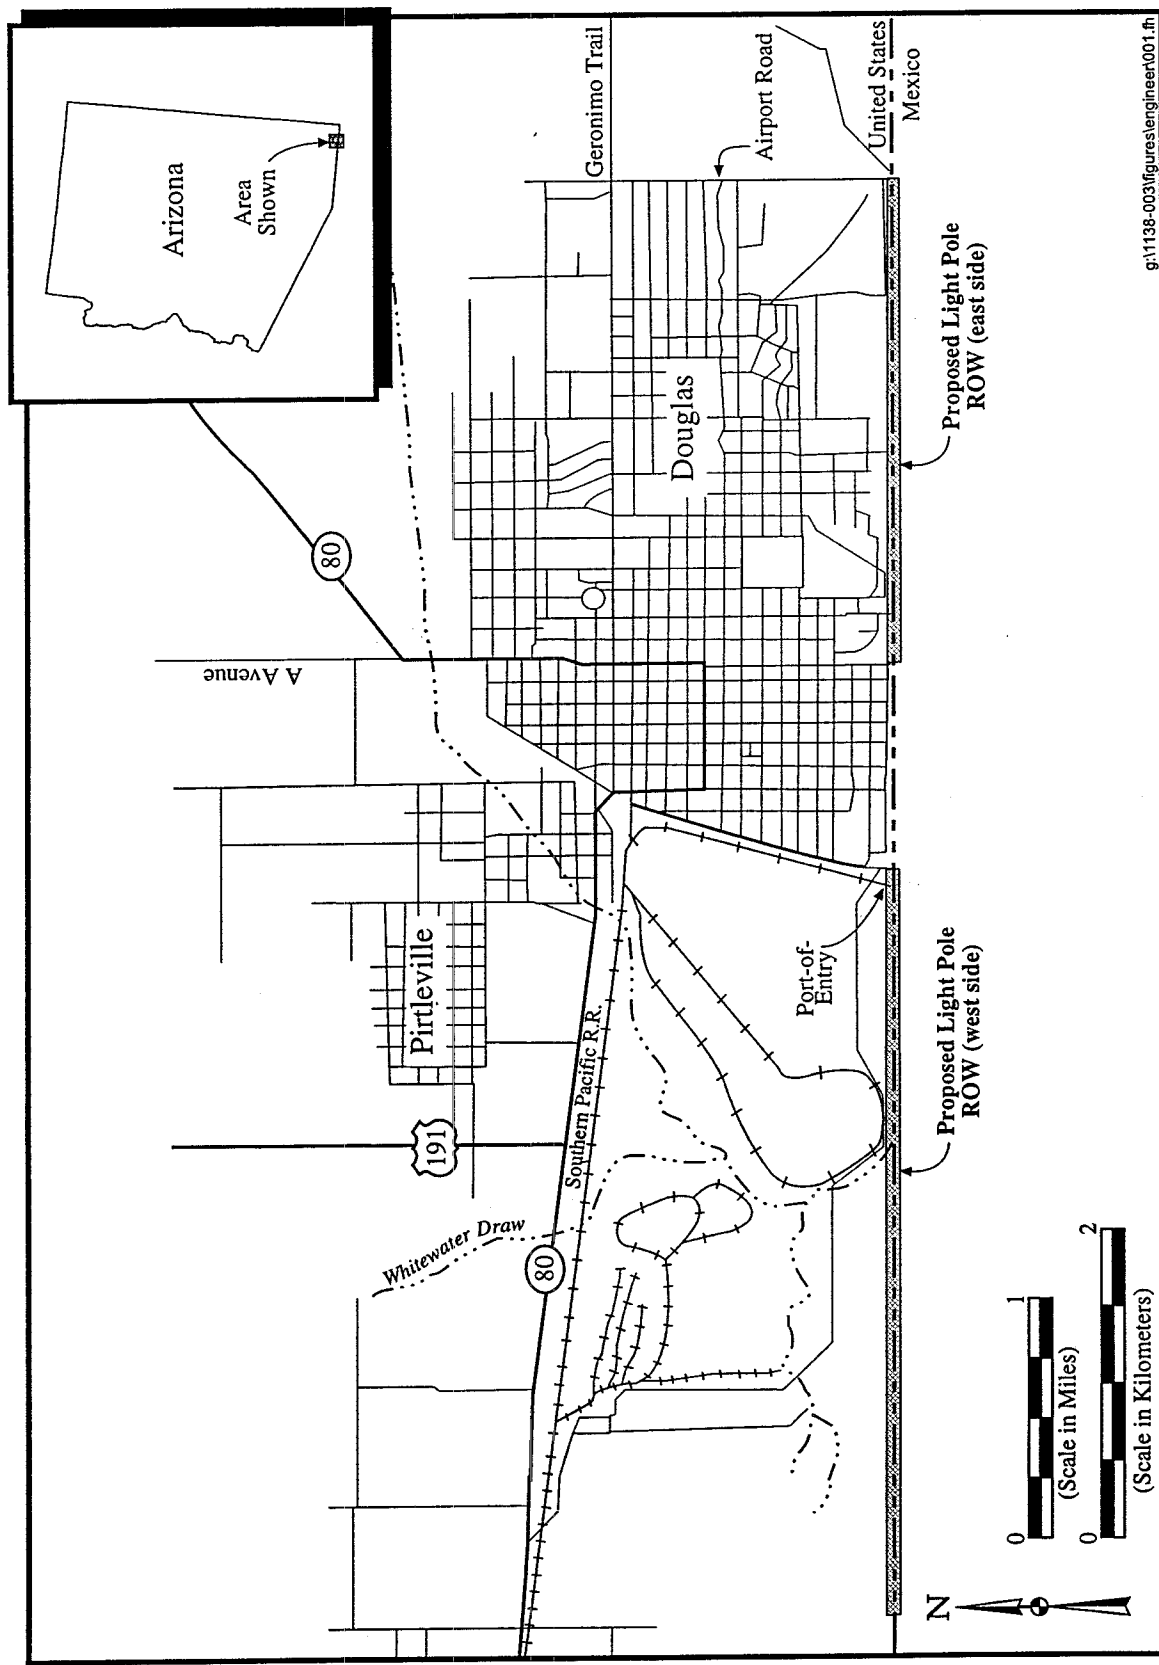 Arizona
Area
Shown
80
A Avenue
Geronimo Trail
Airport Road
United States
Mexico
Douglas
Pirtleville
191
Southern Pacific R.R.
Whitewater Draw
80
Port-of-
Entry
Proposed Light Pole
ROW (west side)
Proposed Light Pole
ROW (east side)
N
0 1
(Scale in Miles)
0 2
(Scale in Kilometers)
g:\1138-003\figures\engineer\001.fh